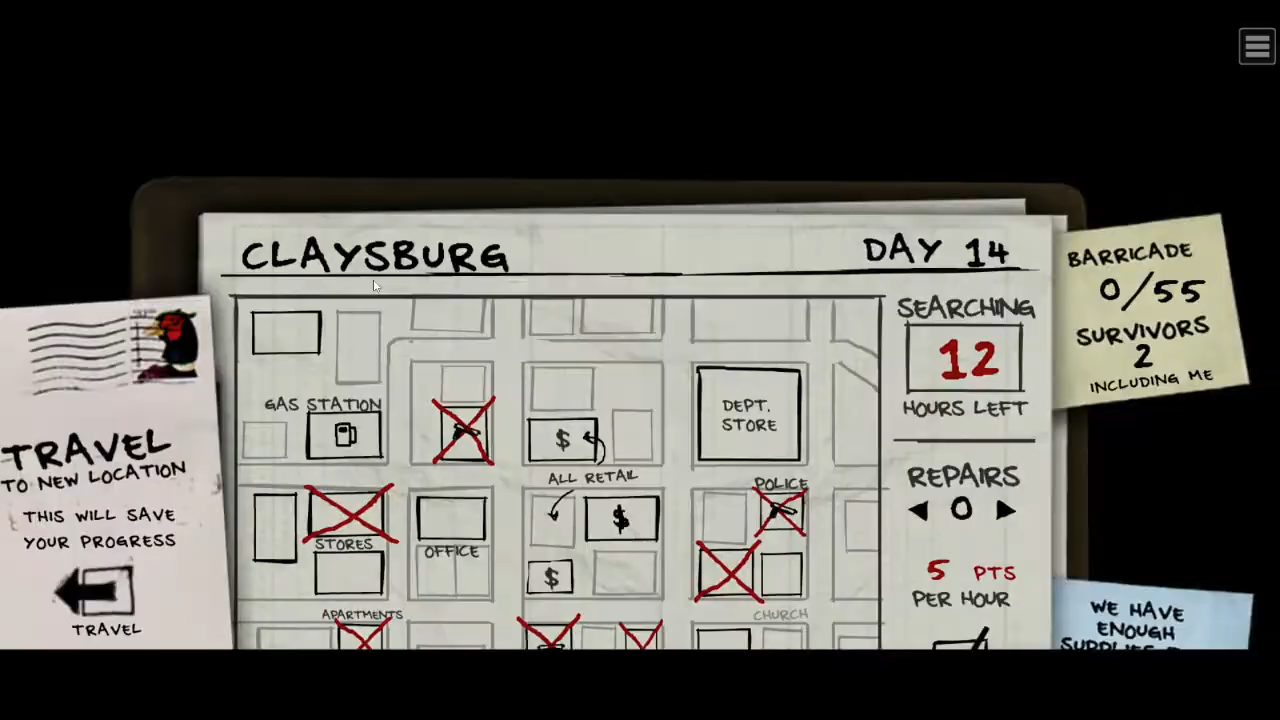 CLAYSBURG
DAY 14
GAS STATION
$
ALL RETAIL
DEPT.
STORE
POLICE
STORES
OFFICE
$
$
APARTMENTS
CHURCH
SEARCHING
12
HOURS LEFT
REPAIRS
0
5 PTS
PER HOUR
BARRICADE
0/55
SURVIVORS
2
INCLUDING ME
WE HAVE
ENOUGH
TRAVEL
TO NEW LOCATION
THIS WILL SAVE
YOUR PROGRESS
TRAVEL